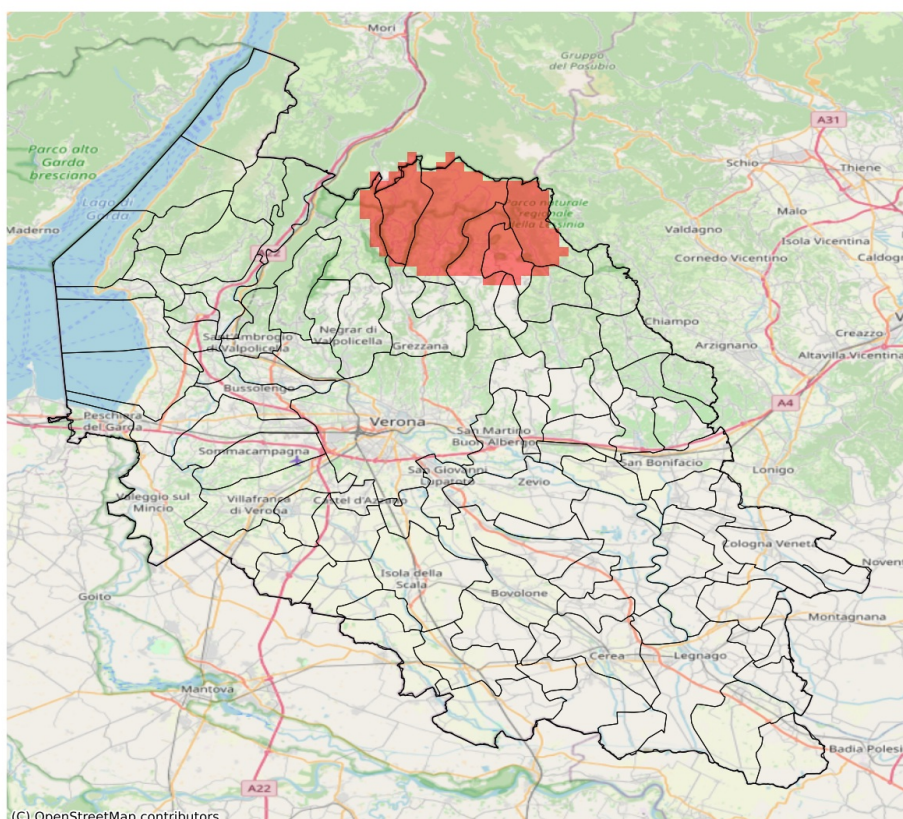 Mori
Gruppo
del Pasubio
A31
Schio
Thiene
Parco alto
Garda
bresciano
Lago di
Garda
Maderno
Parco naturale
regionale
della Lessinia
Malo
Valdagno
Isola Vicentina
Cornedo Vicentino
Caldogno
Chiampo
Sant'Ambrogio
di Valpolicella
Negrar di
Valpolicella
Grezzana
Arzignano
Creazzo
Altavilla Vicentina
Bussolengo
A4
Peschiera
del Garda
Verona
San Martino
Buon Albergo
Sommacampagna
San Giovanni
Lupatoto
Zevio
San Bonifacio
Lonigo
Valeggio sul
Mincio
Villafranca
di Verona
Castel d'Azzano
Cologna Veneta
Noven
Isola della
Scala
Bovolone
Goito
Montagnana
Cerea
Legnago
Mantova
Badia Polesi
A22
(C) OpenStreetMap contributors